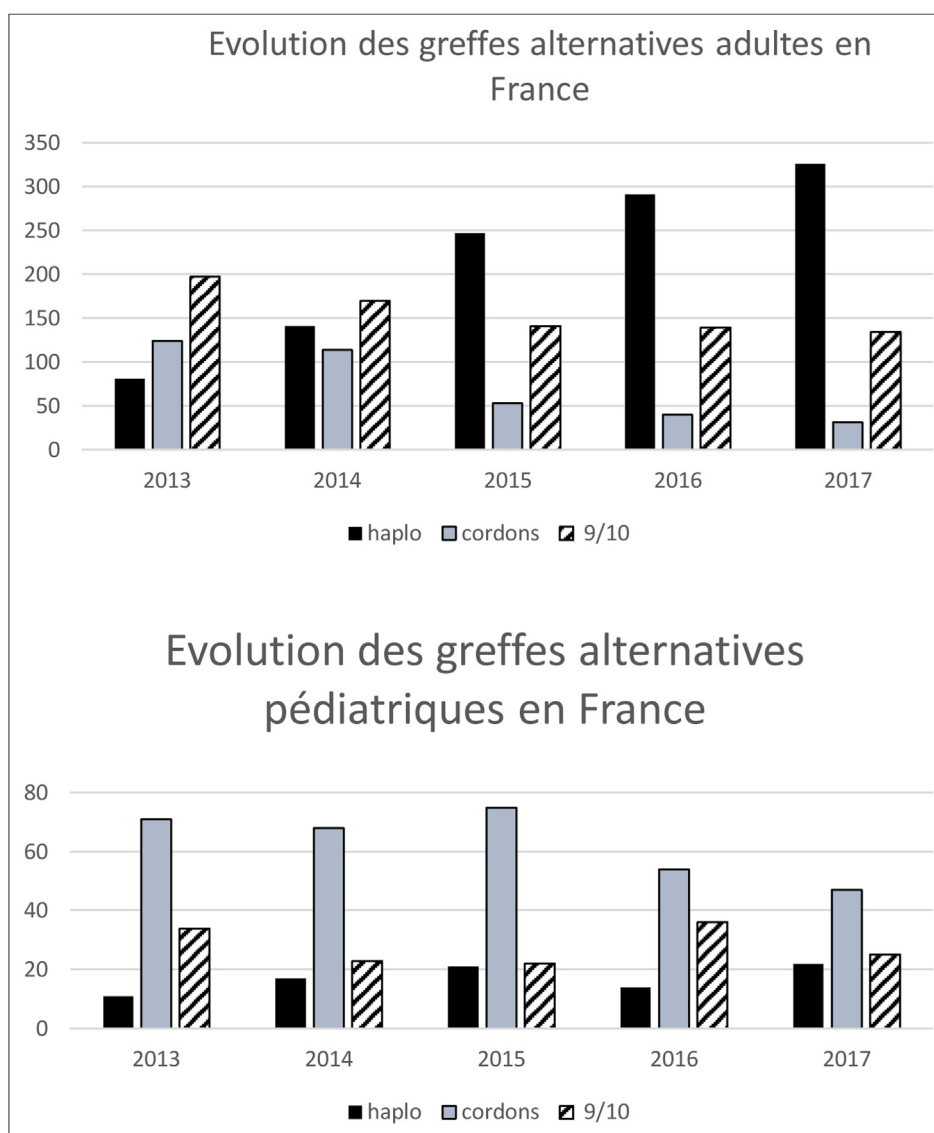 Evolution des greffes alternatives adultes en
France
350
300
250
200
150
100
50
0
2013 2014 2015 2016 2017
haplo cordons 9/10
Evolution des greffes alternatives
pédiatriques en France
80
60
40
20
0
2013 2014 2015 2016 2017
haplo cordons 9/10